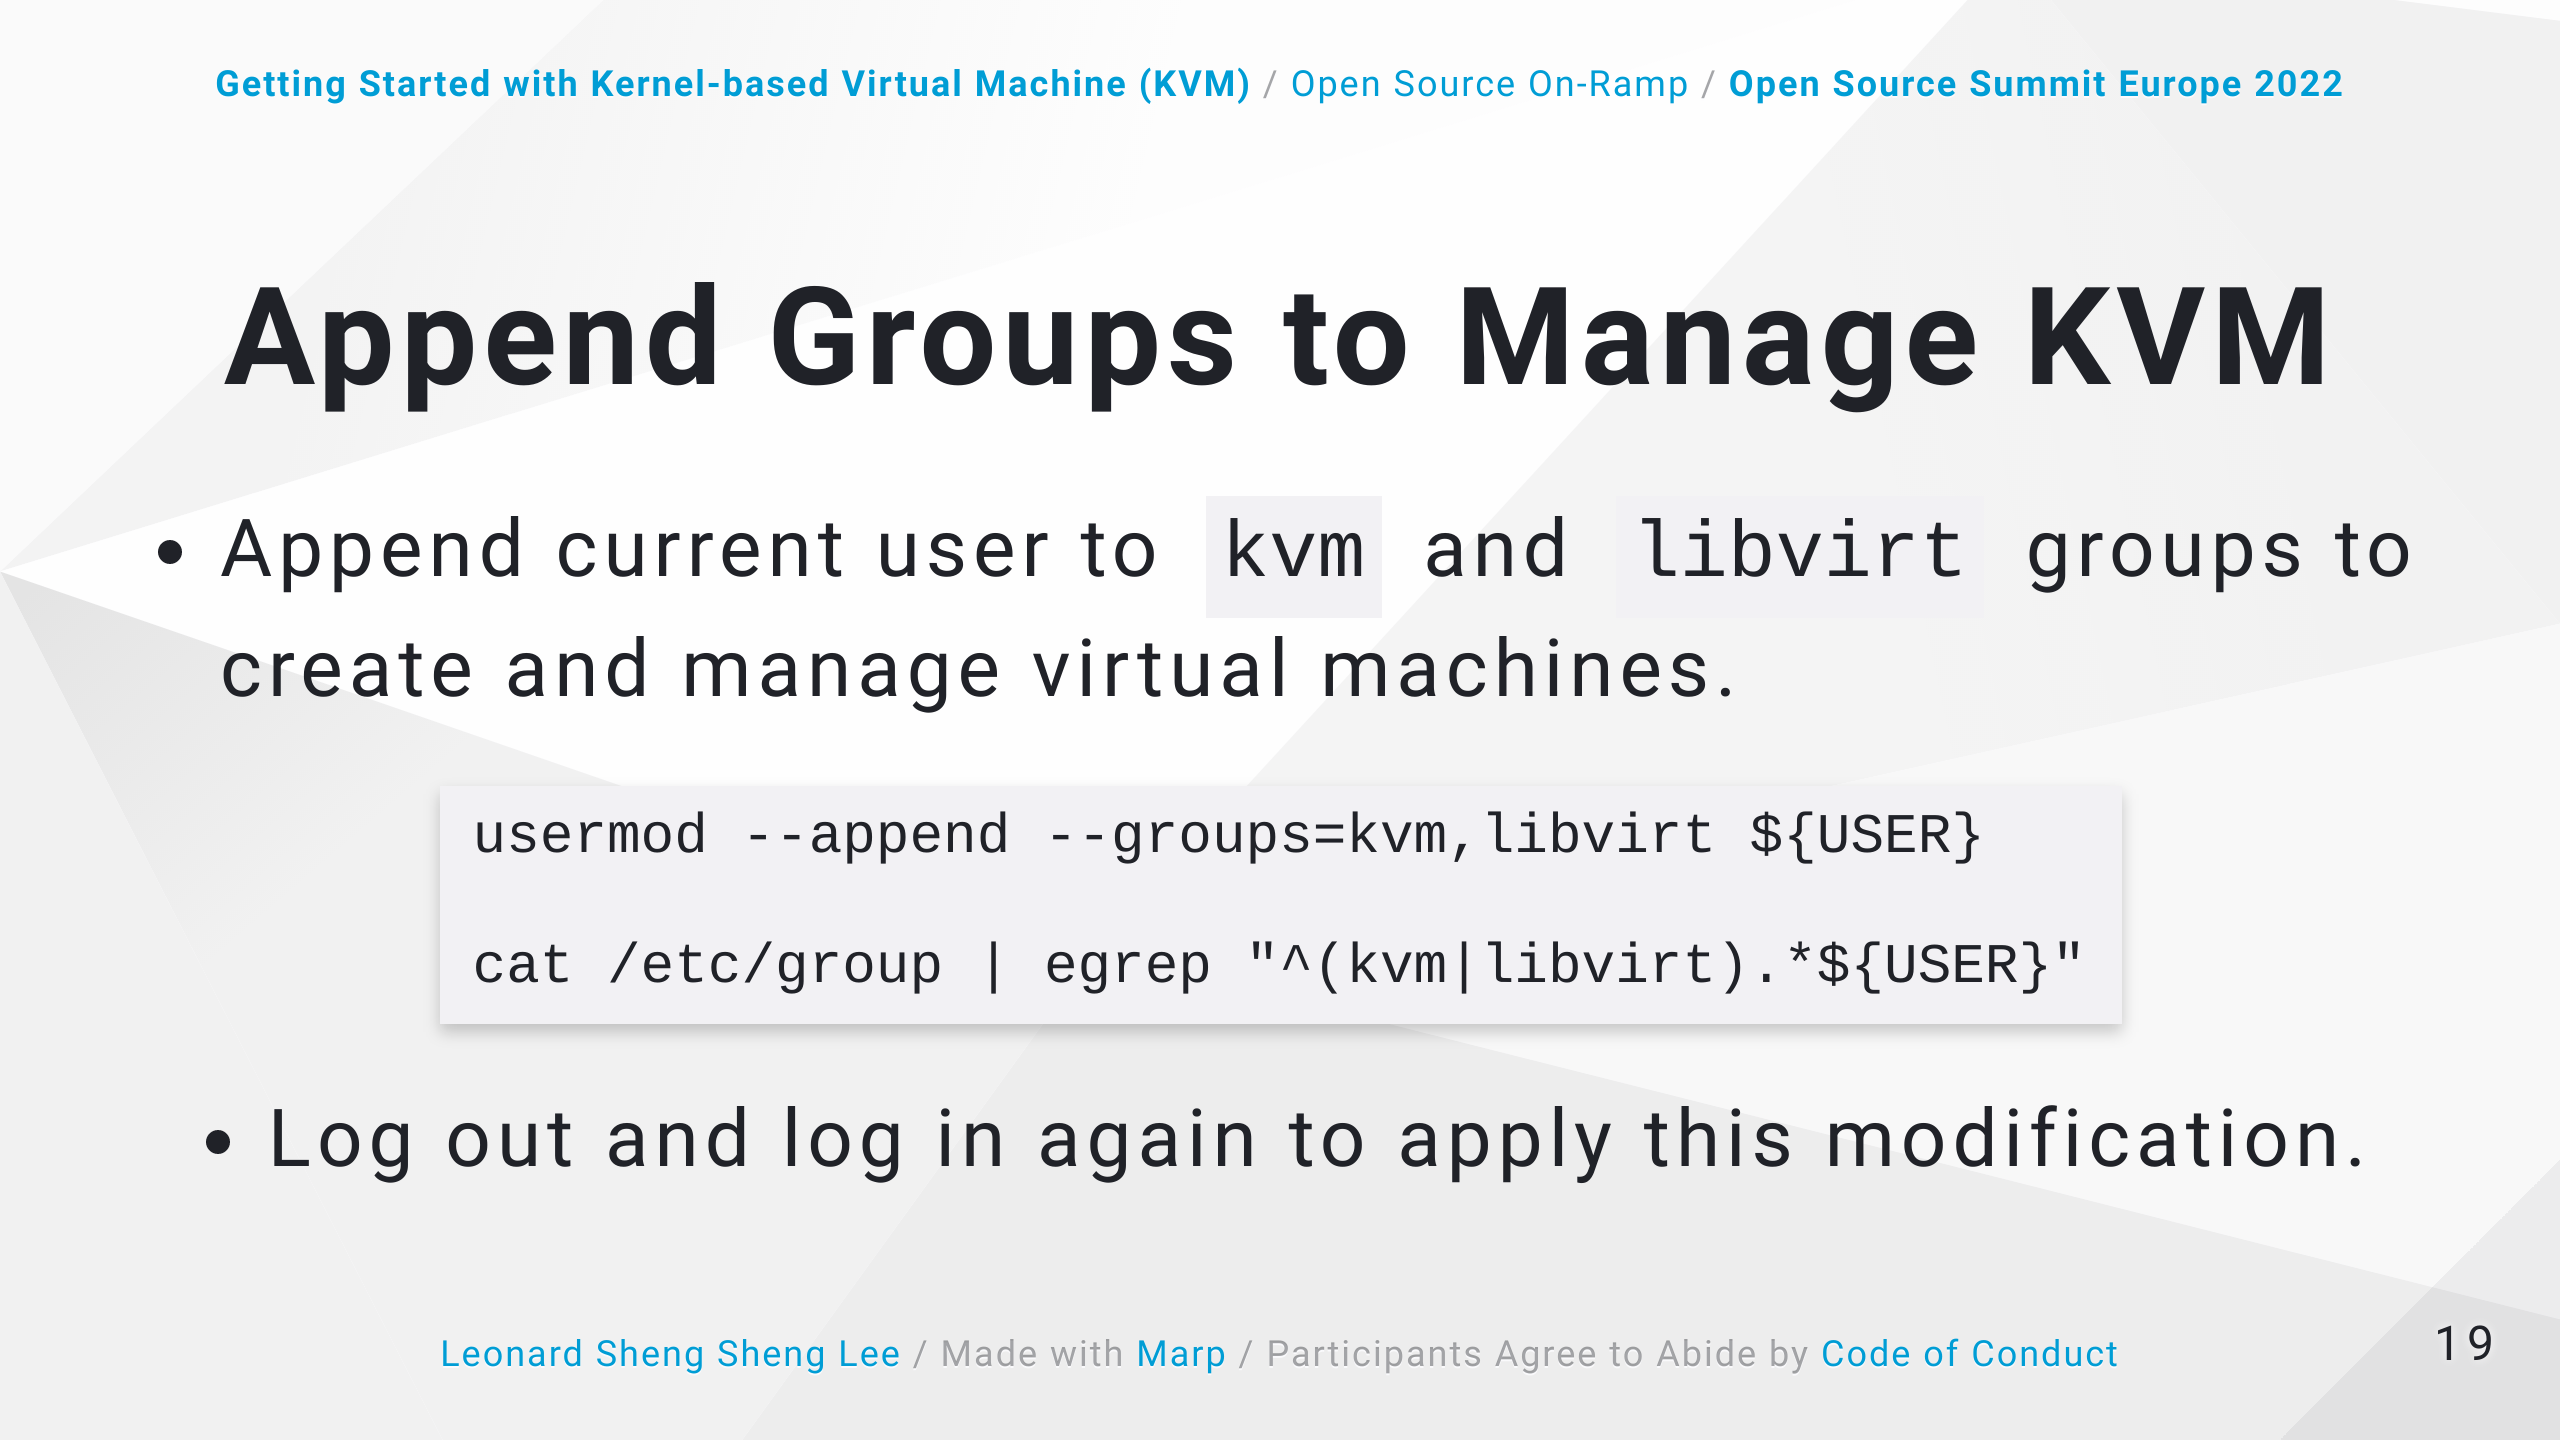 Getting Started with Kernel-based Virtual Machine (KVM) / Open Source On-Ramp / Open Source Summit Europe 2022
Append Groups to Manage KVM
• Append current user to kvm and libvirt groups to
create and manage virtual machines.
usermod --append --groups=kvm,libvirt ${USER}
cat /etc/group | egrep "^(kvm|libvirt).*${USER}"
• Log out and log in again to apply this modification.
Leonard Sheng Sheng Lee / Made with Marp / Participants Agree to Abide by Code of Conduct
19